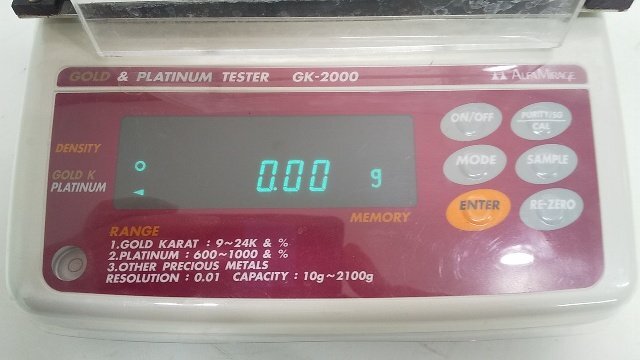 GOLD & PLATINUM TESTER GK-2000
ALFAMIRAGE
DENSITY
GOLD K
PLATINUM
0.00 g
MEMORY
ON/OFF
PURITY/SG
CAL
MODE
SAMPLE
ENTER
RE-ZERO
RANGE
1.GOLD KARAT : 9~24K & %
2.PLATINUM : 600~1000 & %
3.OTHER PRECIOUS METALS
RESOLUTION : 0.01 CAPACITY : 10g~2100g